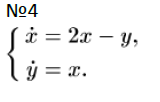 №4
ẋ = 2x − y,
ẏ = x.